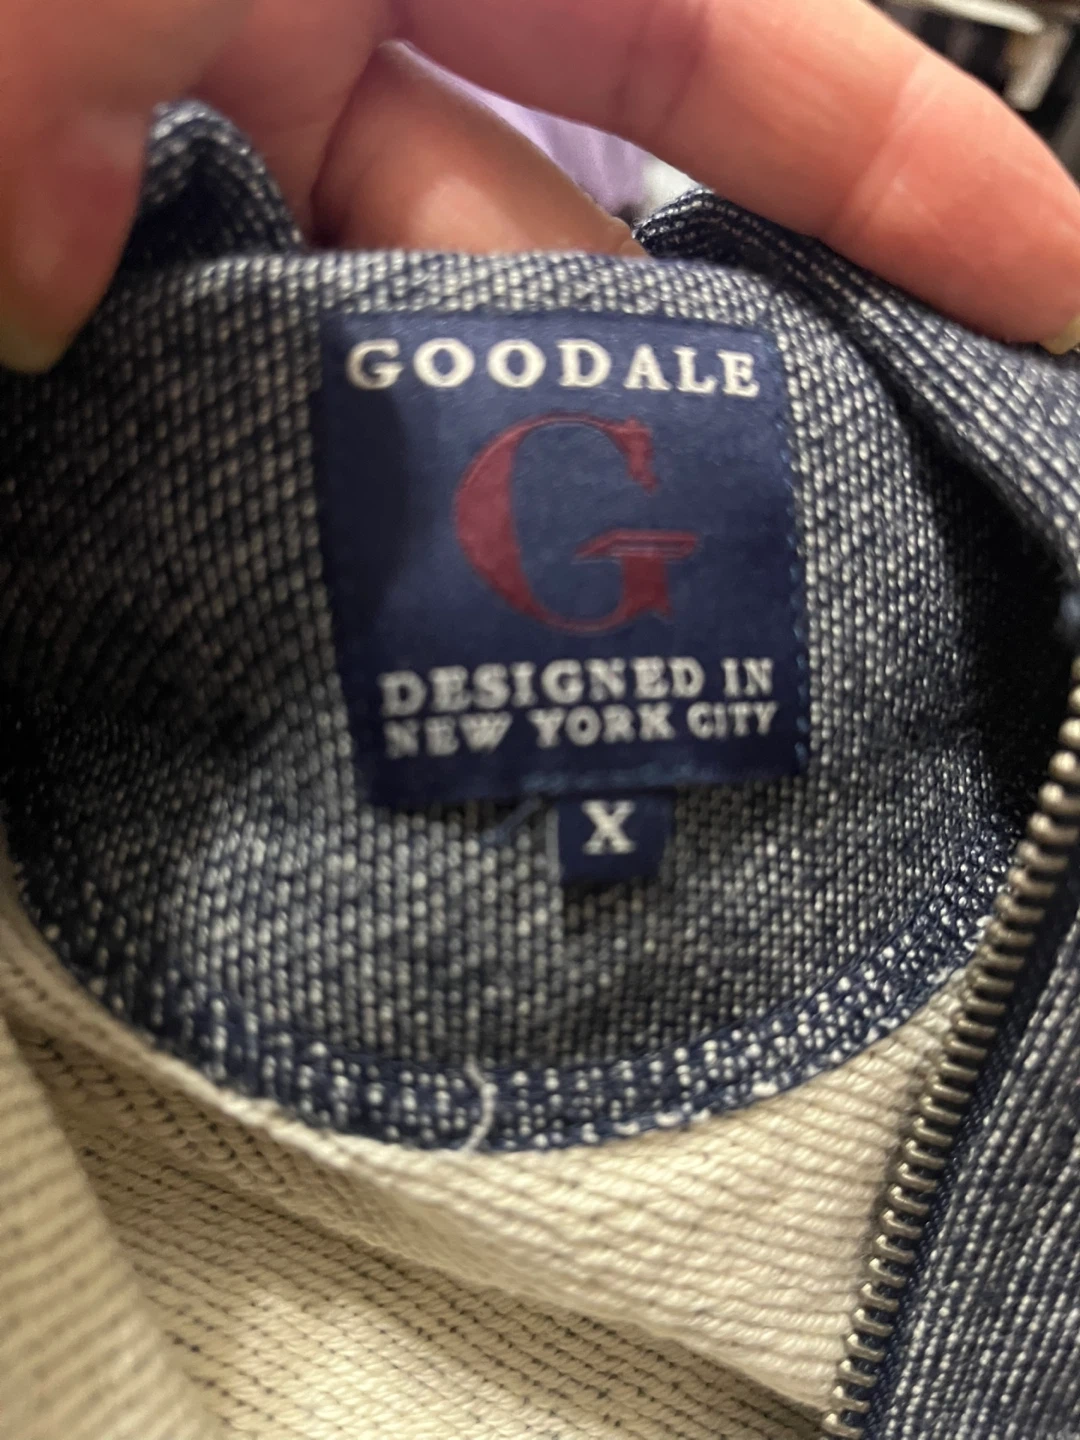 GOODALE
G
DESIGNED IN
NEW YORK CITY
X